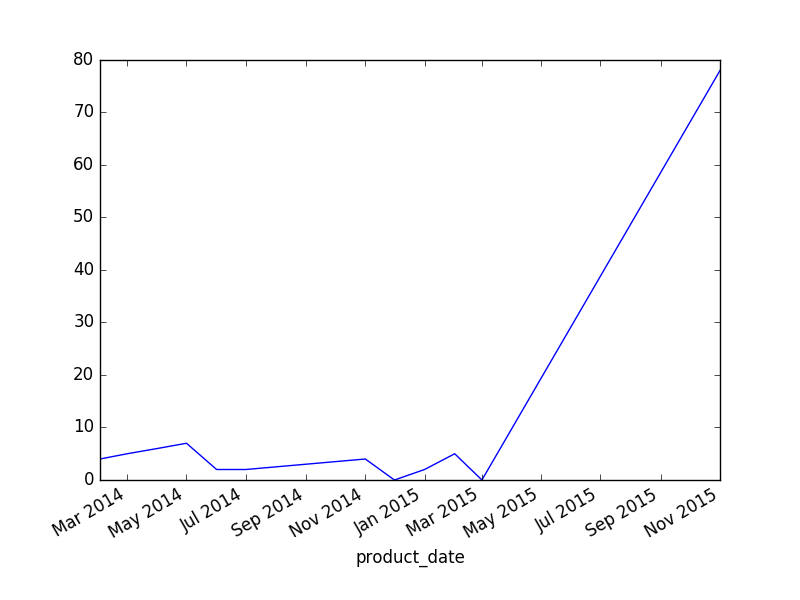 80
70
60
50
40
30
20
10
0
Mar 2014
May 2014
Jul 2014
Sep 2014
Nov 2014
Jan 2015
Mar 2015
May 2015
Jul 2015
Sep 2015
Nov 2015
product_date